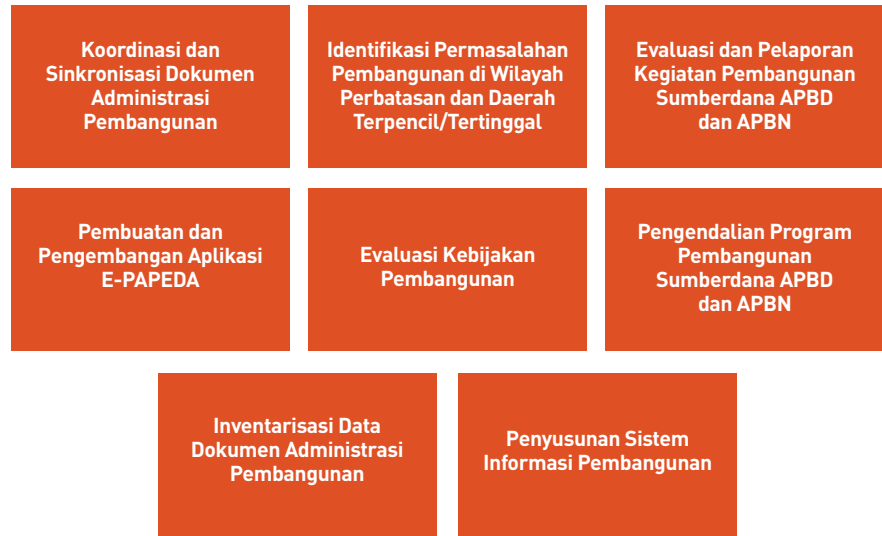 Koordinasi dan
Sinkronisasi Dokumen
Administrasi
Pembangunan
Identifikasi Permasalahan
Pembangunan di Wilayah
Perbatasan dan Daerah
Terpencil/Tertinggal
Evaluasi dan Pelaporan
Kegiatan Pembangunan
Sumberdana APBD
dan APBN
Pembuatan dan
Pengembangan Aplikasi
E-PAPEDA
Evaluasi Kebijakan
Pembangunan
Pengendalian Program
Pembangunan
Sumberdana APBD
dan APBN
Inventarisasi Data
Dokumen Administrasi
Pembangunan
Penyusunan Sistem
Informasi Pembangunan